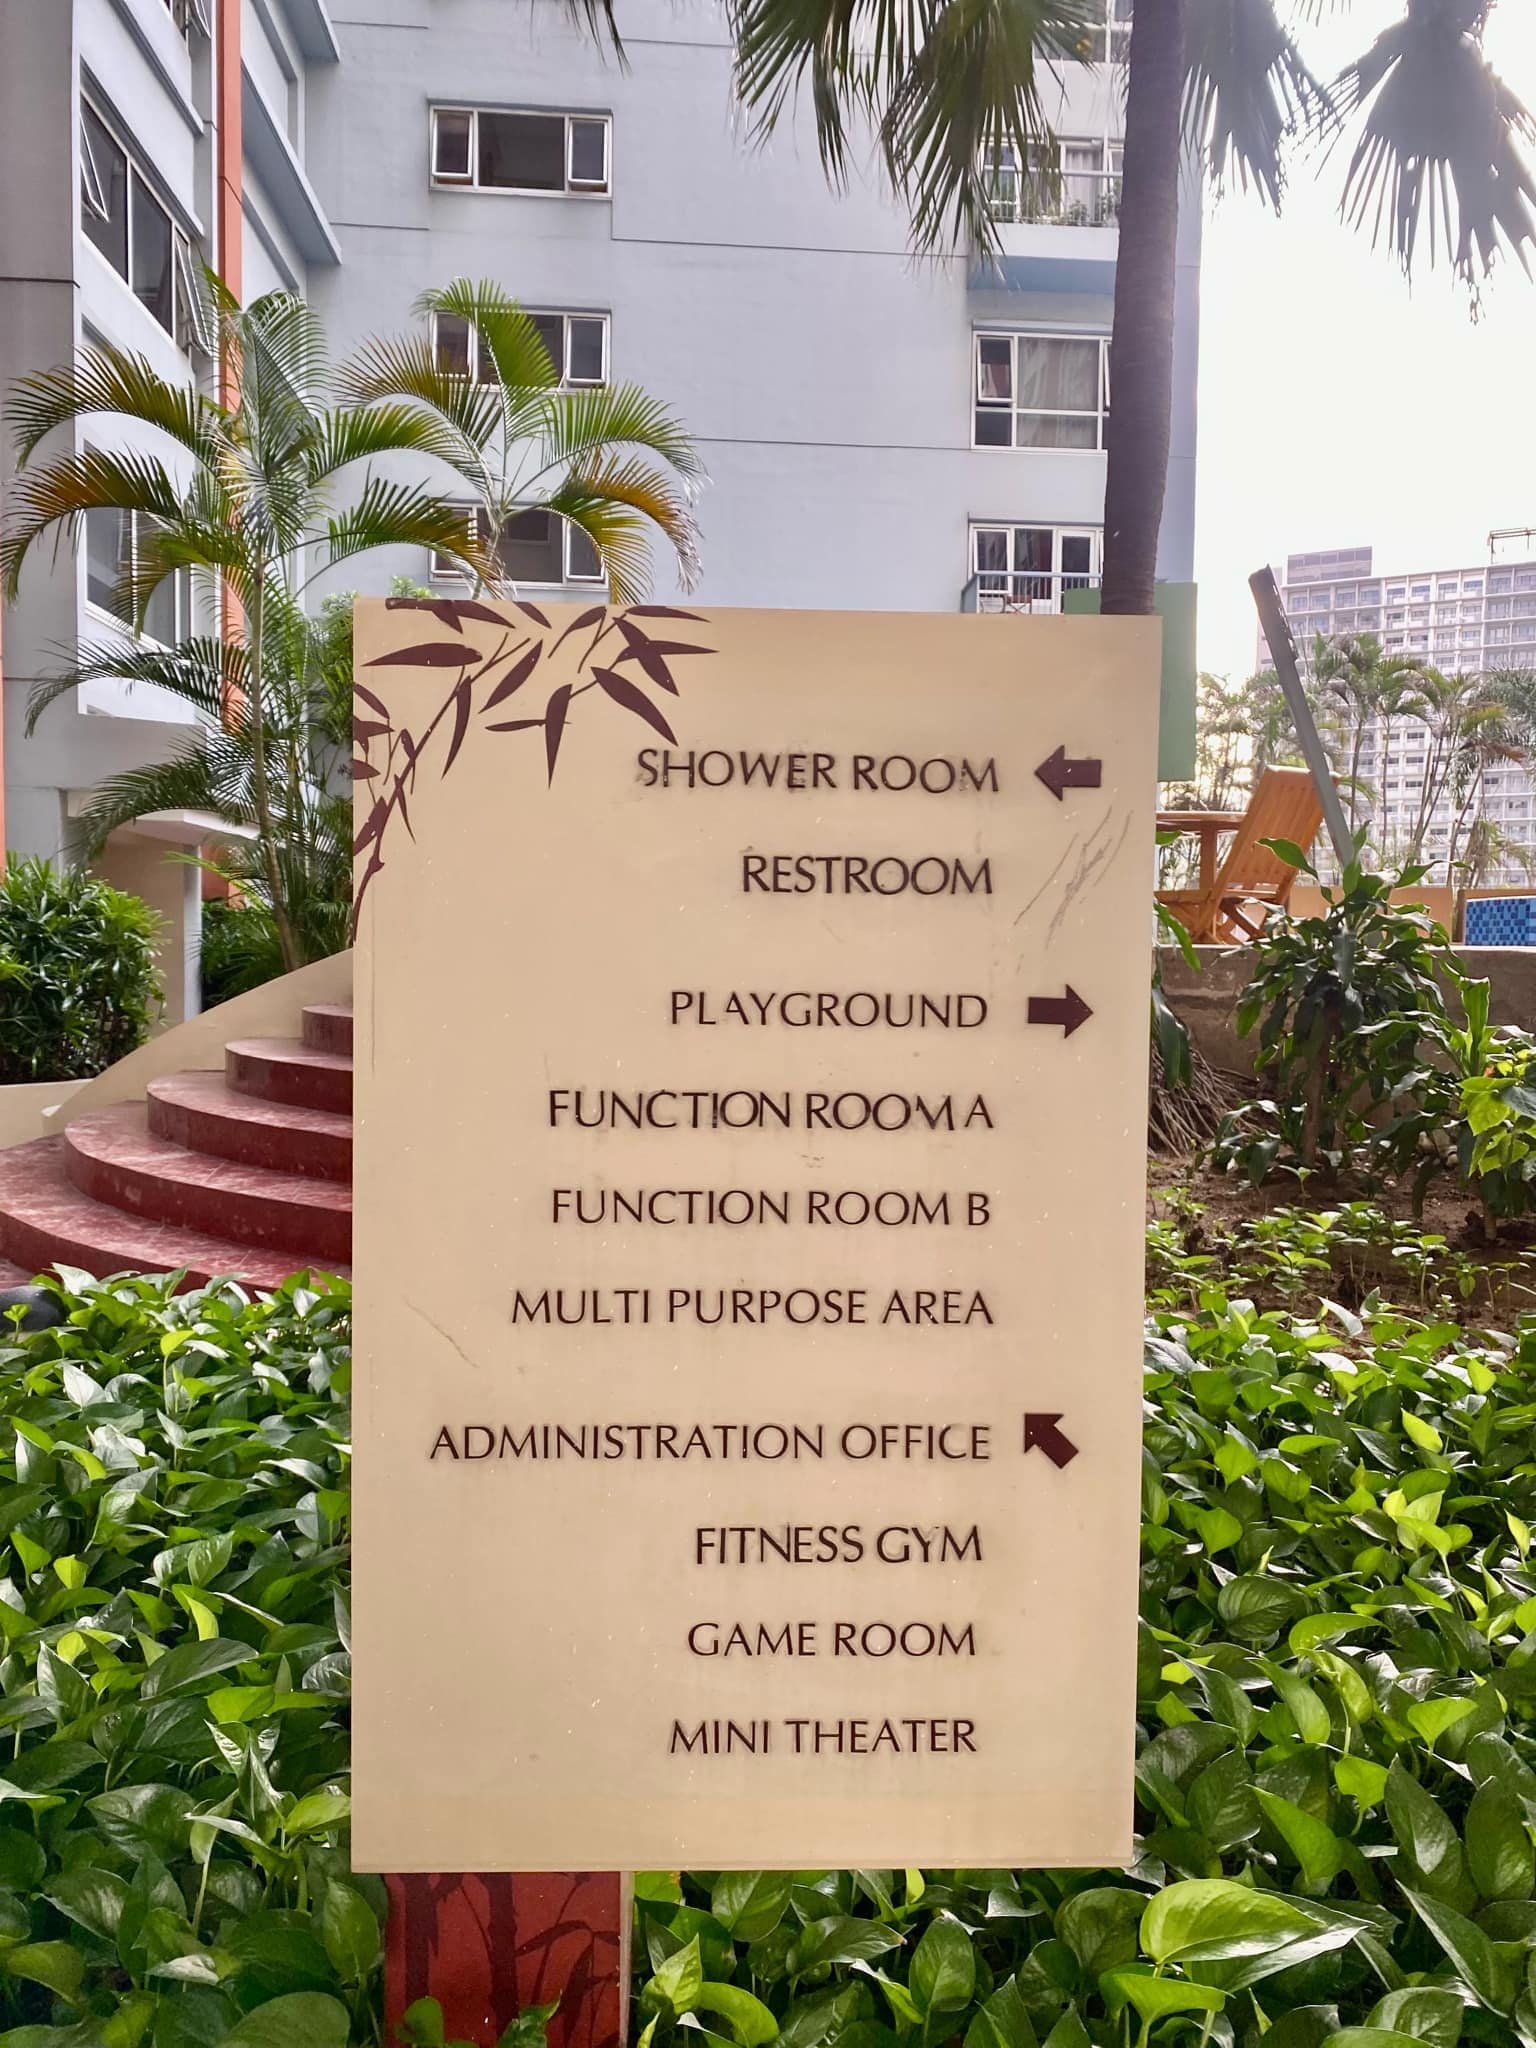 SHOWER ROOM
RESTROOM
PLAYGROUND
FUNCTION ROOM A
FUNCTION ROOM B
MULTI PURPOSE AREA
ADMINISTRATION OFFICE
FITNESS GYM
GAME ROOM
MINI THEATER